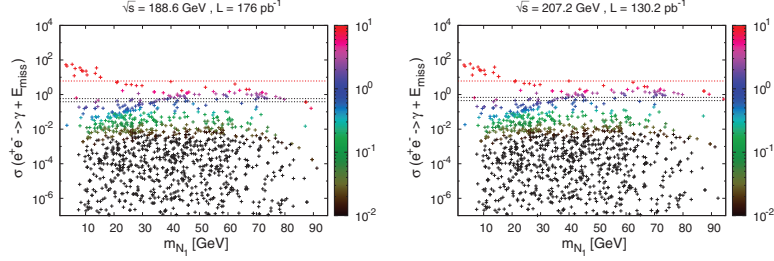 √s = 188.6 GeV , L = 176 pb⁻¹
σ (e⁺e⁻->γ + E_miss)
10⁴
10²
10⁰
10⁻²
10⁻⁴
10⁻⁶
10 20 30 40 50 60 70 80 90
m_N₁ [GeV]
10¹
10⁰
10⁻¹
10⁻²
√s = 207.2 GeV , L = 130.2 pb⁻¹
σ (e⁺e⁻->γ + E_miss)
10⁴
10²
10⁰
10⁻²
10⁻⁴
10⁻⁶
10 20 30 40 50 60 70 80 90
m_N₁ [GeV]
10¹
10⁰
10⁻¹
10⁻²